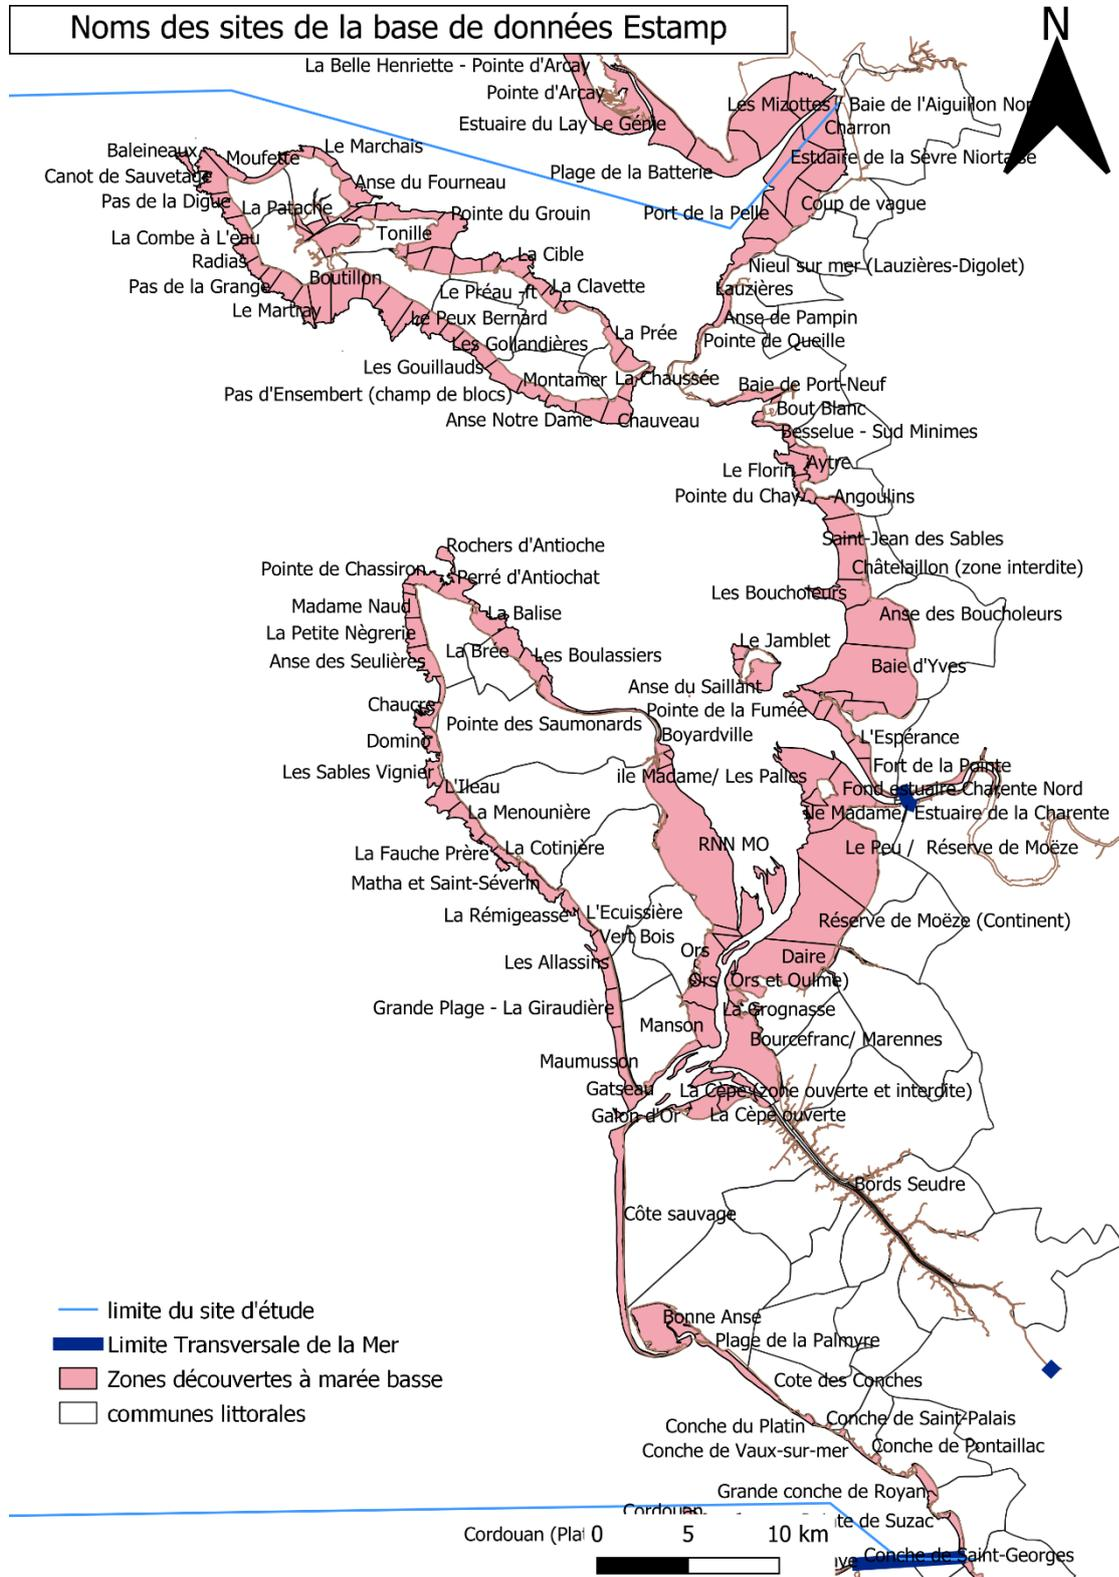 Noms des sites de la base de données Estamp
N
La Belle Henriette - Pointe d'Arcay
Pointe d'Arcay
Estuaire du Lay Le Génie
Les Mizottes / Baie de l'Aiguillon Nor
Charron
Estuaire de la Sèvre Niortaise
Plage de la Batterie
Port de la Pelle
Coup de vague
Baleineaux
Moufette
Le Marchais
Canot de Sauvetage
Anse du Fourneau
Pas de la Digue
La Patache
Pointe du Grouin
La Combe à L'eau
Tonille
Radias
La Cible
Nieul sur mer (Lauzières-Digolet)
Pas de la Grange
Boutillon
Le Préau -ft
La Clavette
Lauzières
Le Martray
Le Peux Bernard
Anse de Pampin
La Prée
Les Gollandières
Pointe de Queille
Les Gouillauds
Montamer
La Chaussée
Baie de Port-Neuf
Pas d'Ensembert (champ de blocs)
Bout Blanc
Anse Notre Dame
Chauveau
Besselue - Sud Minimes
Le Florin
Aytre
Pointe du Chay
Angoulins
Saint-Jean des Sables
Rochers d'Antioche
Pointe de Chassiron
Perré d'Antiochat
Châtelaillon (zone interdite)
Les Boucholeurs
Madame Naud
La Balise
Anse des Boucholeurs
La Petite Nègrerie
Le Jamblet
Anse des Seulières
La Brée
Les Boulassiers
Baie d'Yves
Anse du Saillant
Chaucre
Pointe de la Fumée
Pointe des Saumonards
Boyardville
L'Espérance
Domino
Fort de la Pointe
Les Sables Vignier
L'Ileau
ile Madame/ Les Palles
Fond estuaire Charente Nord
La Menounière
Ile Madame/ Estuaire de la Charente
RNN MO
Le Peu / Réserve de Moëze
La Fauche Prère
La Cotinière
Matha et Saint-Séverin
La Rémigeasse
L'Ecuissière
Réserve de Moëze (Continent)
Vert Bois
Ors
Daire
Les Allassins
Ors (Ors et Oulme)
Grande Plage - La Giraudière
La Grognasse
Manson
Bourcefranc/ Marennes
Maumusson
Gatseau
La Cèpe (zone ouverte et interdite)
Galon d'Or
La Cèpe ouverte
Bords Seudre
Côte sauvage
limite du site d'étude
Limite Transversale de la Mer
Zones découvertes à marée basse
communes littorales
Bonne Anse
Plage de la Palmyre
Cote des Conches
Conche du Platin
Conche de Saint-Palais
Conche de Vaux-sur-mer
Conche de Pontaillac
Grande conche de Royan
Cordouan
te de Suzac
Cordouan (Plat
0 5 10 km
Conche de Saint-Georges